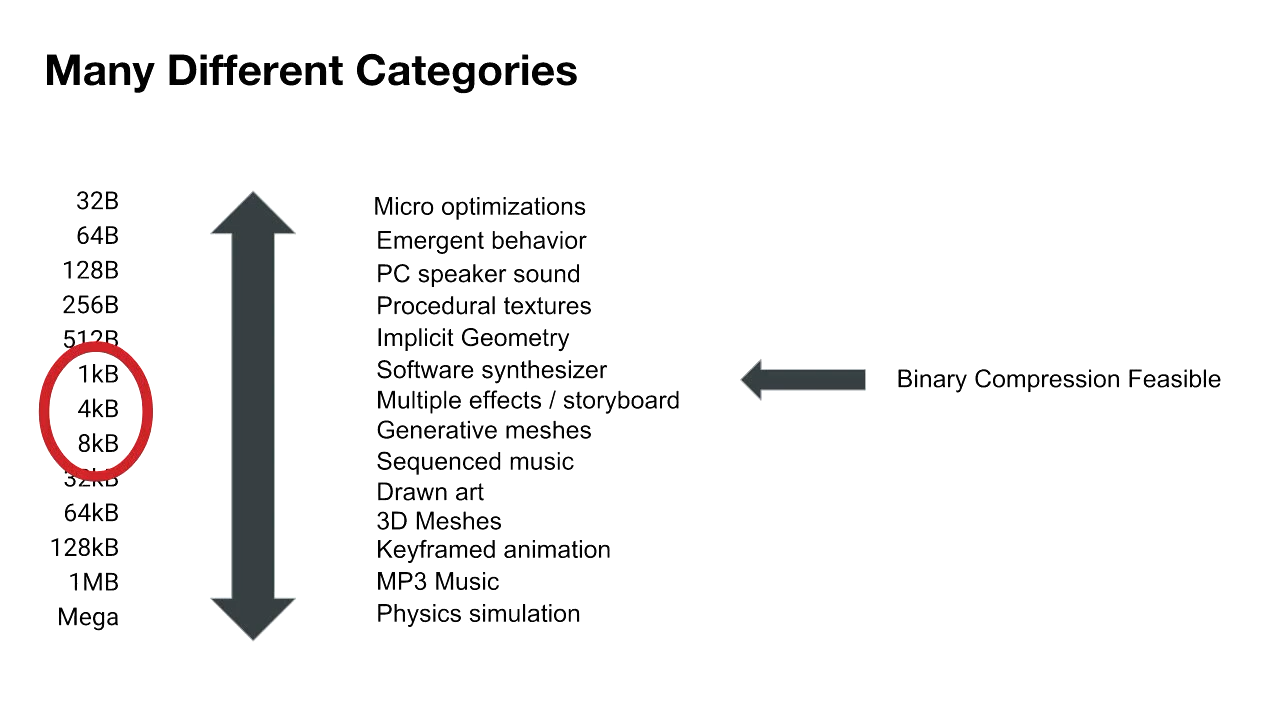 Many Different Categories
32B
64B
128B
256B
512B
1kB
4kB
8kB
32kB
64kB
128kB
1MB
Mega
Micro optimizations
Emergent behavior
PC speaker sound
Procedural textures
Implicit Geometry
Software synthesizer
Multiple effects / storyboard
Generative meshes
Sequenced music
Drawn art
3D Meshes
Keyframed animation
MP3 Music
Physics simulation
Binary Compression Feasible